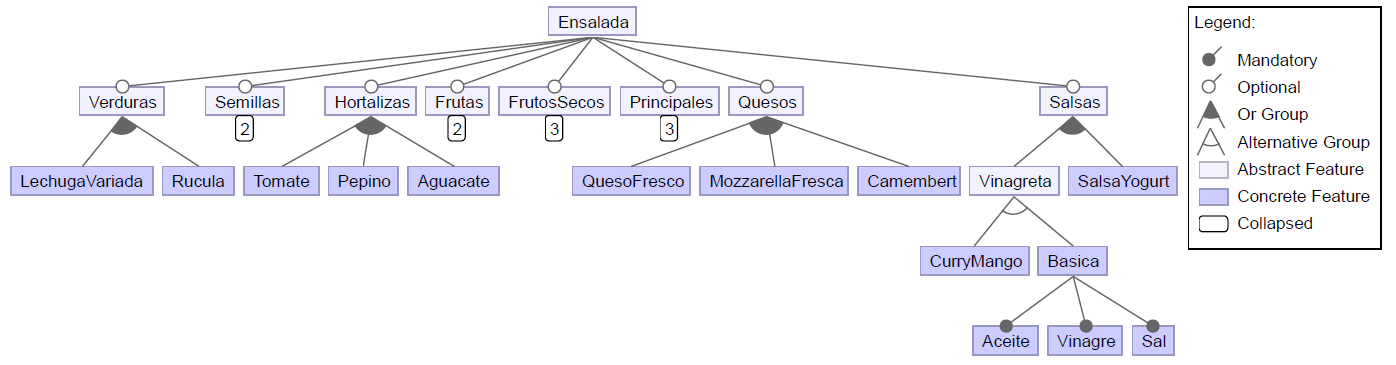 Ensalada
Verduras
Semillas
Hortalizas
Frutas
FrutosSecos
Principales
Quesos
Salsas
2
2
3
3
LechugaVariada
Rucula
Tomate
Pepino
Aguacate
QuesoFresco
MozzarellaFresca
Camembert
Vinagreta
SalsaYogurt
CurryMango
Basica
Aceite
Vinagre
Sal
Legend:
Mandatory
Optional
Or Group
Alternative Group
Abstract Feature
Concrete Feature
Collapsed